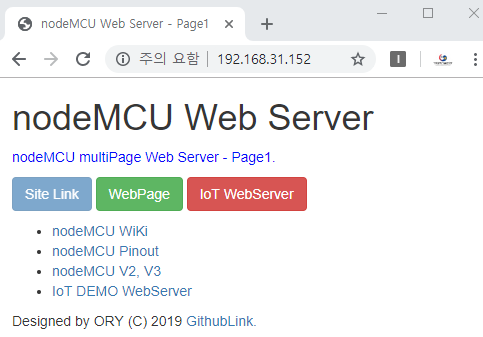 nodeMCU Web Server - Page1
주의 요함 192.168.31.152
nodeMCU Web Server
nodeMCU multiPage Web Server - Page1.
Site Link WebPage IoT WebServer
nodeMCU WiKi
nodeMCU Pinout
nodeMCU V2, V3
IoT DEMO WebServer
Designed by ORY (C) 2019 GithubLink.